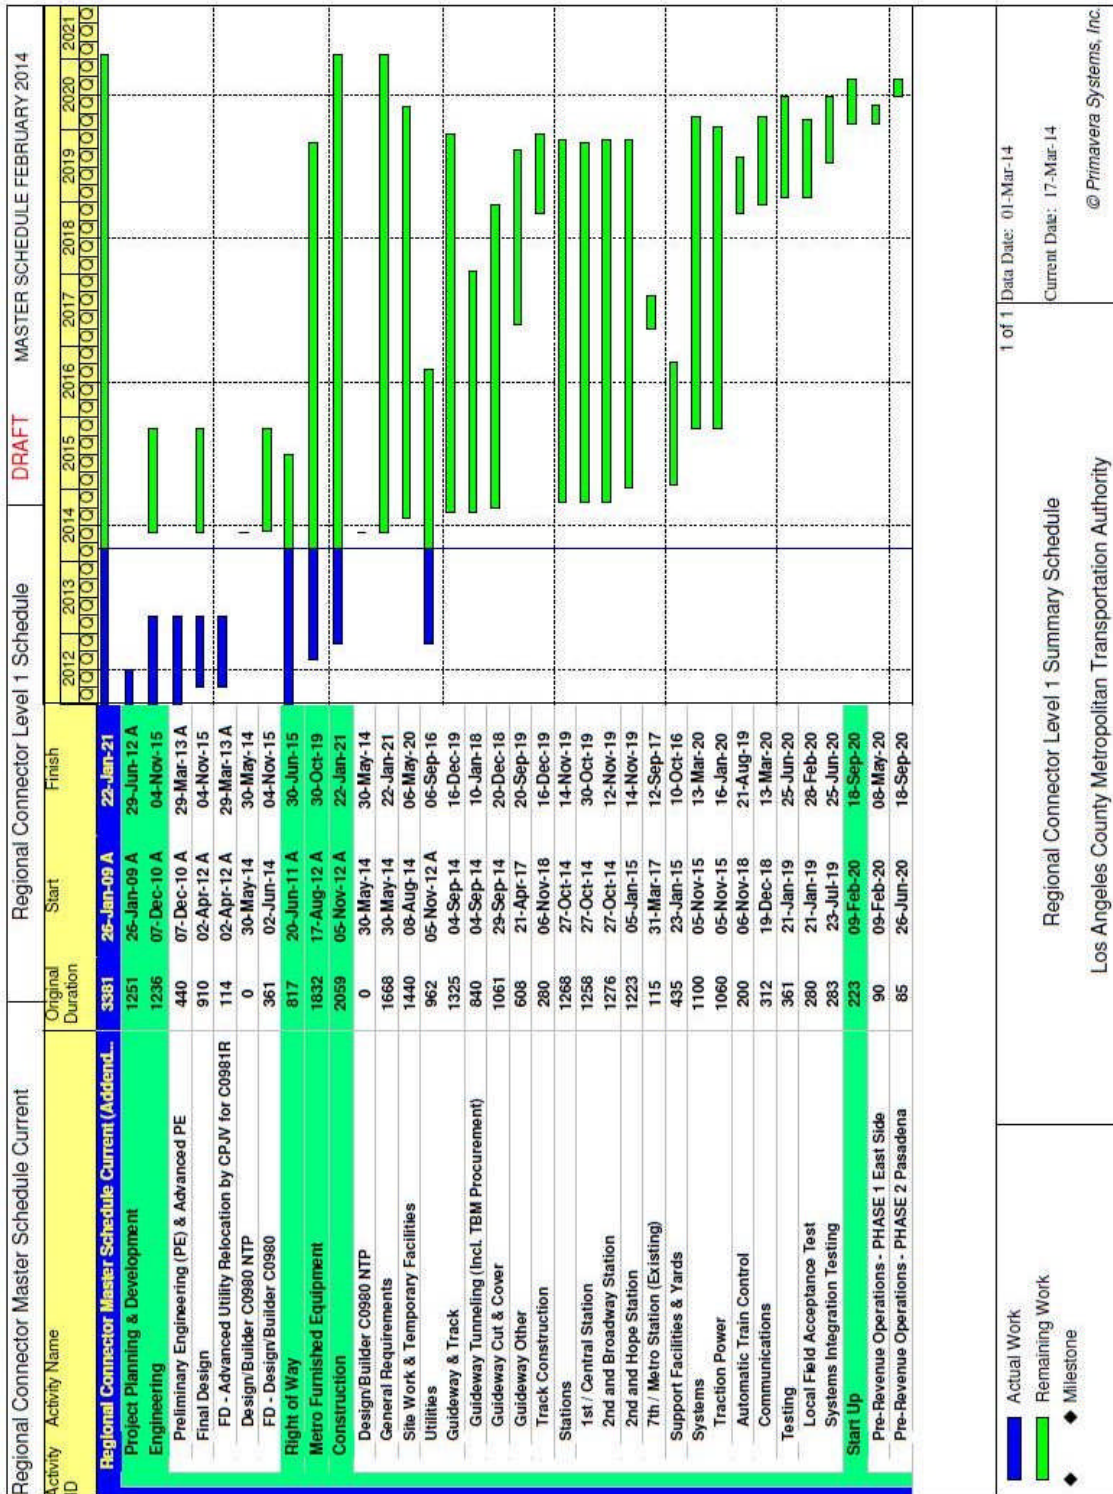 Regional Connector Master Schedule Current Regional Connector Level 1 Schedule DRAFT MASTER SCHEDULE FEBRUARY 2014
Activity ID Activity Name Original Duration Start Finish 2012 2013 2014 2015 2016 2017 2018 2019 2020 2021
Q Q Q Q Q Q Q Q Q Q Q Q Q Q Q Q Q Q Q Q Q Q Q Q Q Q Q Q Q Q Q Q Q Q Q Q Q Q
Regional Connector Master Schedule Current (Addend... 3381 26-Jan-09 A 22-Jan-21
Project Planning & Development 1251 26-Jan-09 A 29-Jun-12 A
Engineering 1236 07-Dec-10 A 04-Nov-15
Preliminary Engineering (PE) & Advanced PE 440 07-Dec-10 A 29-Mar-13 A
Final Design 910 02-Apr-12 A 04-Nov-15
FD - Advanced Utility Relocation by CPJV for C0981R 114 02-Apr-12 A 29-Mar-13 A
Design/Builder C0980 NTP 0 30-May-14 30-May-14
FD - Design/Builder C0980 361 02-Jun-14 04-Nov-15
Right of Way 817 20-Jun-11 A 30-Jun-15
Metro Furnished Equipment 1832 17-Aug-12 A 30-Oct-19
Construction 2059 05-Nov-12 A 22-Jan-21
Design/Builder C0980 NTP 0 30-May-14 30-May-14
General Requirements 1668 30-May-14 22-Jan-21
Site Work & Temporary Facilities 1440 08-Aug-14 06-May-20
Utilities 962 05-Nov-12 A 06-Sep-16
Guideway & Track 1325 04-Sep-14 16-Dec-19
Guideway Tunneling (Incl. TBM Procurement) 840 04-Sep-14 10-Jan-18
Guideway Cut & Cover 1061 29-Sep-14 20-Dec-18
Guideway Other 608 21-Apr-17 20-Sep-19
Track Construction 280 06-Nov-18 16-Dec-19
Stations 1268 27-Oct-14 14-Nov-19
1st / Central Station 1258 27-Oct-14 30-Oct-19
2nd and Broadway Station 1276 27-Oct-14 12-Nov-19
2nd and Hope Station 1223 05-Jan-15 14-Nov-19
7th / Metro Station (Existing) 115 31-Mar-17 12-Sep-17
Support Facilities & Yards 435 23-Jan-15 10-Oct-16
Systems 1100 05-Nov-15 13-Mar-20
Traction Power 1060 05-Nov-15 16-Jan-20
Automatic Train Control 200 06-Nov-18 21-Aug-19
Communications 312 19-Dec-18 13-Mar-20
Testing 361 21-Jan-19 25-Jun-20
Local Field Acceptance Test 280 21-Jan-19 26-Feb-20
Systems Integration Testing 283 23-Jul-19 25-Jun-20
Start Up 223 09-Feb-20 18-Sep-20
Pre-Revenue Operations - PHASE 1 East Side 90 09-Feb-20 08-May-20
Pre-Revenue Operations - PHASE 2 Pasadena 85 26-Jun-20 18-Sep-20
Actual Work
Remaining Work
Milestone
Regional Connector Level 1 Summary Schedule
Los Angeles County Metropolitan Transportation Authority
1 of 1 Data Date: 01-Mar-14
Current Date: 17-Mar-14
© Primavera Systems, Inc.